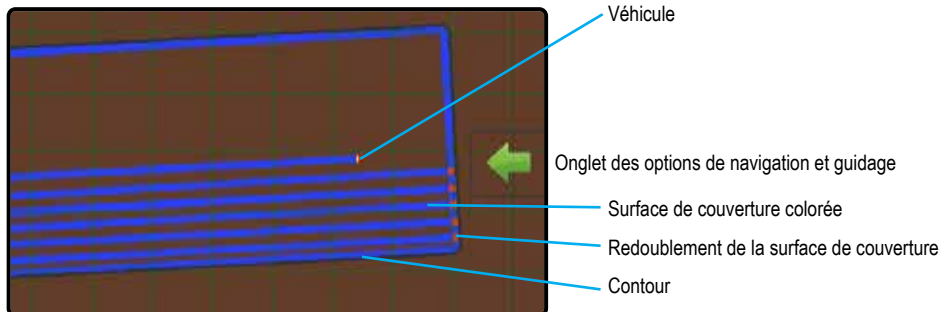 Véhicule
Onglet des options de navigation et guidage
Surface de couverture colorée
Redoublement de la surface de couverture
Contour